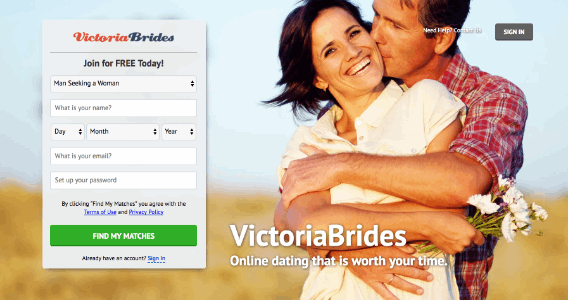 Need Help? Contact Us
SIGN IN
VictoriaBrides
Join for FREE Today!
Man Seeking a Woman
What is your name?
Day Month Year
What is your email?
Set up your password
By clicking "Find My Matches" you agree with the
Terms of Use and Privacy Policy
FIND MY MATCHES
Already have an account? Sign In
VictoriaBrides
Online dating that is worth your time.